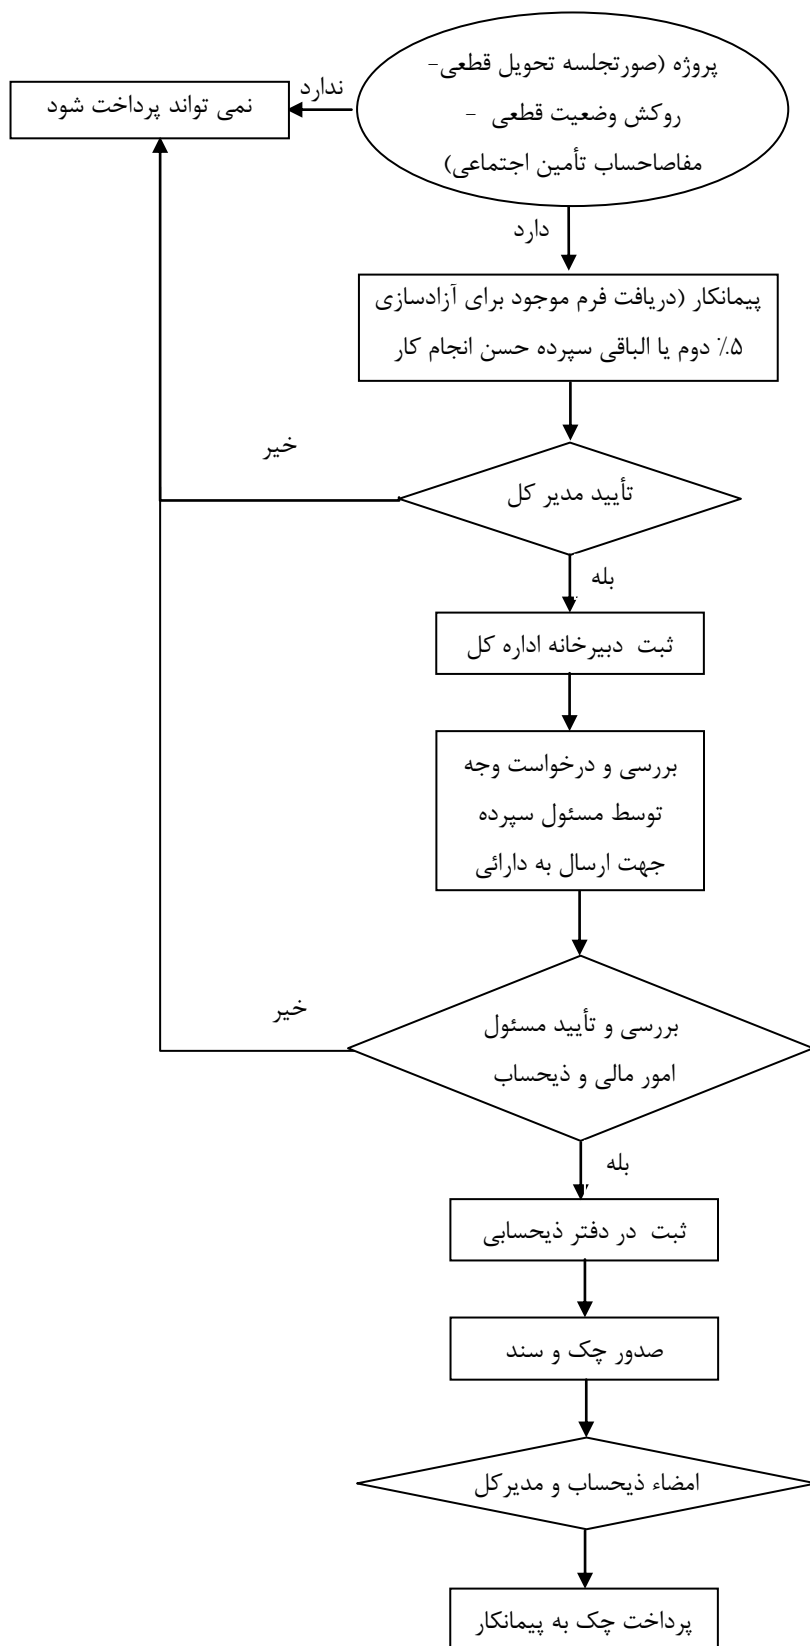 پروژه (صورتجلسه تحویل قطعی-
روکش وضعیت قطعی -
مفاصاحساب تأمین اجتماعی)
ندارد
نمی تواند پرداخت شود
دارد
پیمانکار (دریافت فرم موجود برای آزادسازی
۵٪ دوم یا الباقی سپرده حسن انجام کار
تأیید مدیر کل
خیر
بله
ثبت دبیرخانه اداره کل
بررسی و درخواست وجه
توسط مسئول سپرده
جهت ارسال به دارائی
بررسی و تأیید مسئول
امور مالی و ذیحساب
خیر
بله
ثبت در دفتر ذیحسابی
صدور چک و سند
امضاء ذیحساب و مدیرکل
پرداخت چک به پیمانکار